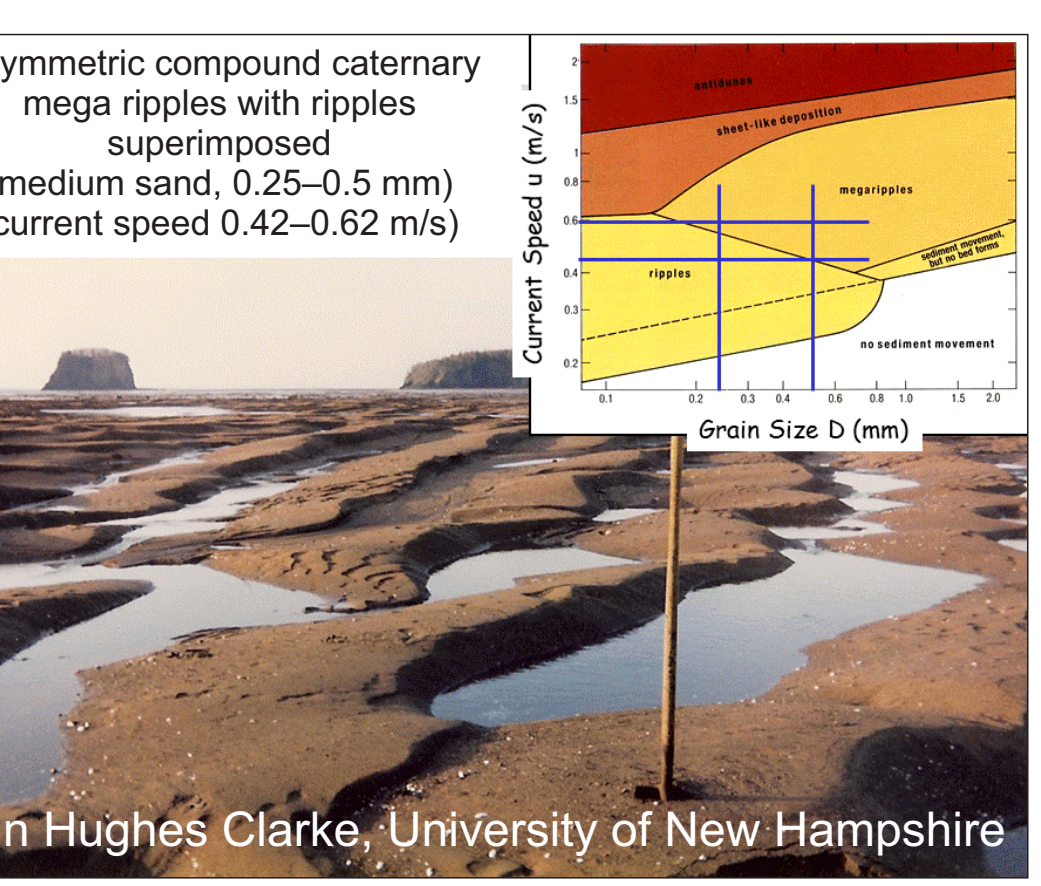 ymmetric compound caternary
mega ripples with ripples
superimposed
medium sand, 0.25–0.5 mm)
current speed 0.42–0.62 m/s)
Current Speed u (m/s)
2
1.5
1
0.8
0.6
0.4
0.3
0.2
antidunes
sheet-like deposition
megaripples
sediment movement,
but no bed forms
ripples
no sediment movement
0.1 0.2 0.3 0.4 0.6 0.8 1.0 1.5 2.0
Grain Size D (mm)
n Hughes Clarke, University of New Hampshire